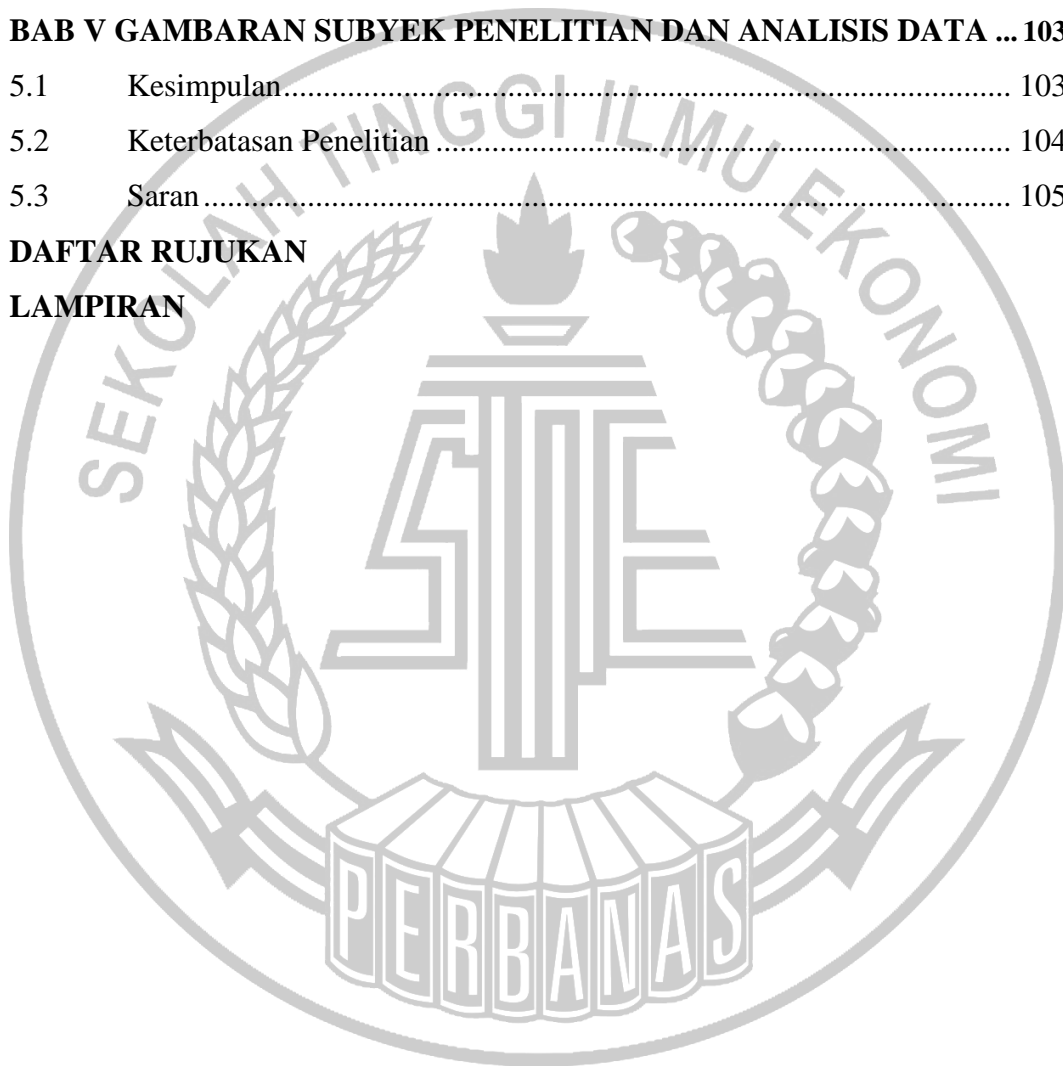 BAB V GAMBARAN SUBYEK PENELITIAN DAN ANALISIS DATA ... 103
5.1 Kesimpulan.......................................................................................... 103
5.2 Keterbatasan Penelitian ........................................................................ 104
5.3 Saran..................................................................................................... 105
DAFTAR RUJUKAN
LAMPIRAN
SEKOLAH TINGGI ILMU EKONOMI
STIE
PERBANAS